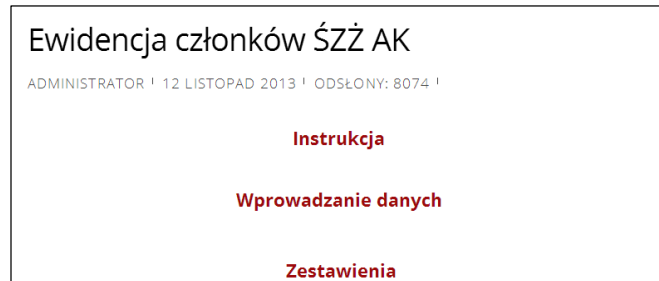 Ewidencja członków ŚZŻ AK
ADMINISTRATOR | 12 LISTOPAD 2013 | ODSŁONY: 8074 |
Instrukcja
Wprowadzanie danych
Zestawienia